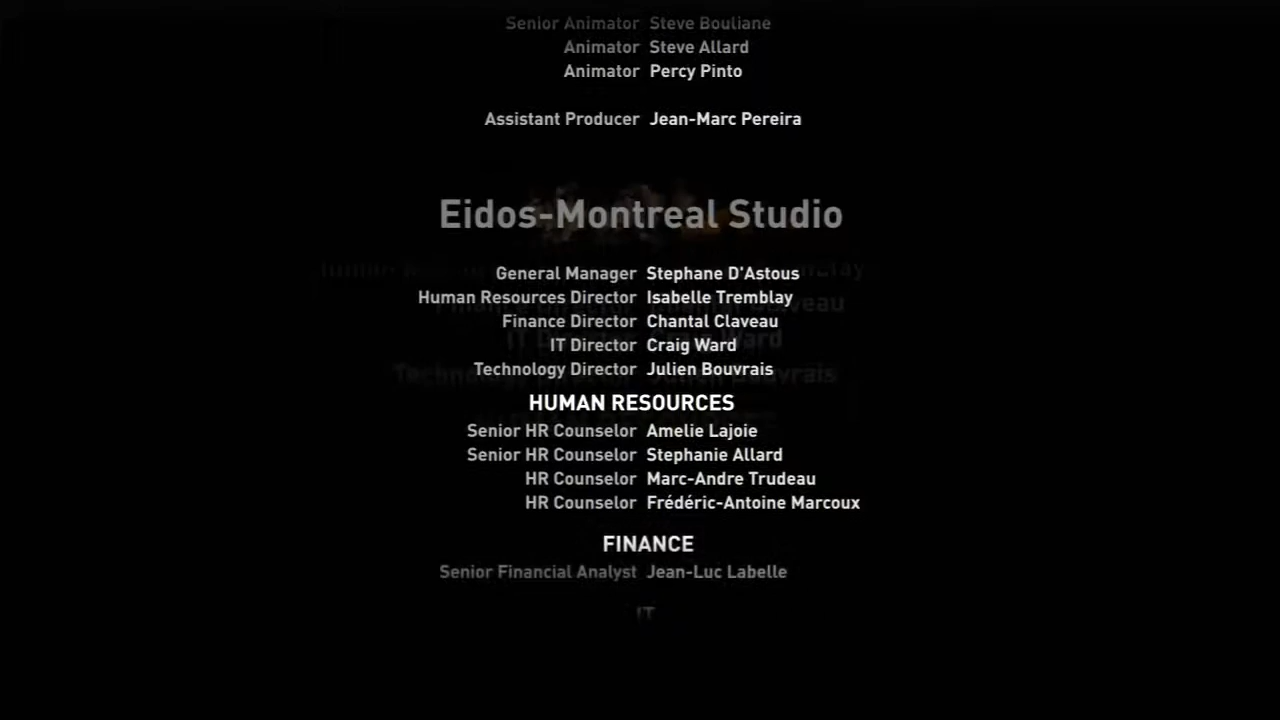 Senior Animator Steve Bouliane
Animator Steve Allard
Animator Percy Pinto
Assistant Producer Jean-Marc Pereira
Eidos-Montreal Studio
General Manager Stephane D'Astous
Human Resources Director Isabelle Tremblay
Finance Director Chantal Claveau
IT Director Craig Ward
Technology Director Julien Bouvrais
HUMAN RESOURCES
Senior HR Counselor Amelie Lajoie
Senior HR Counselor Stephanie Allard
HR Counselor Marc-Andre Trudeau
HR Counselor Frédéric-Antoine Marcoux
FINANCE
Senior Financial Analyst Jean-Luc Labelle
IT